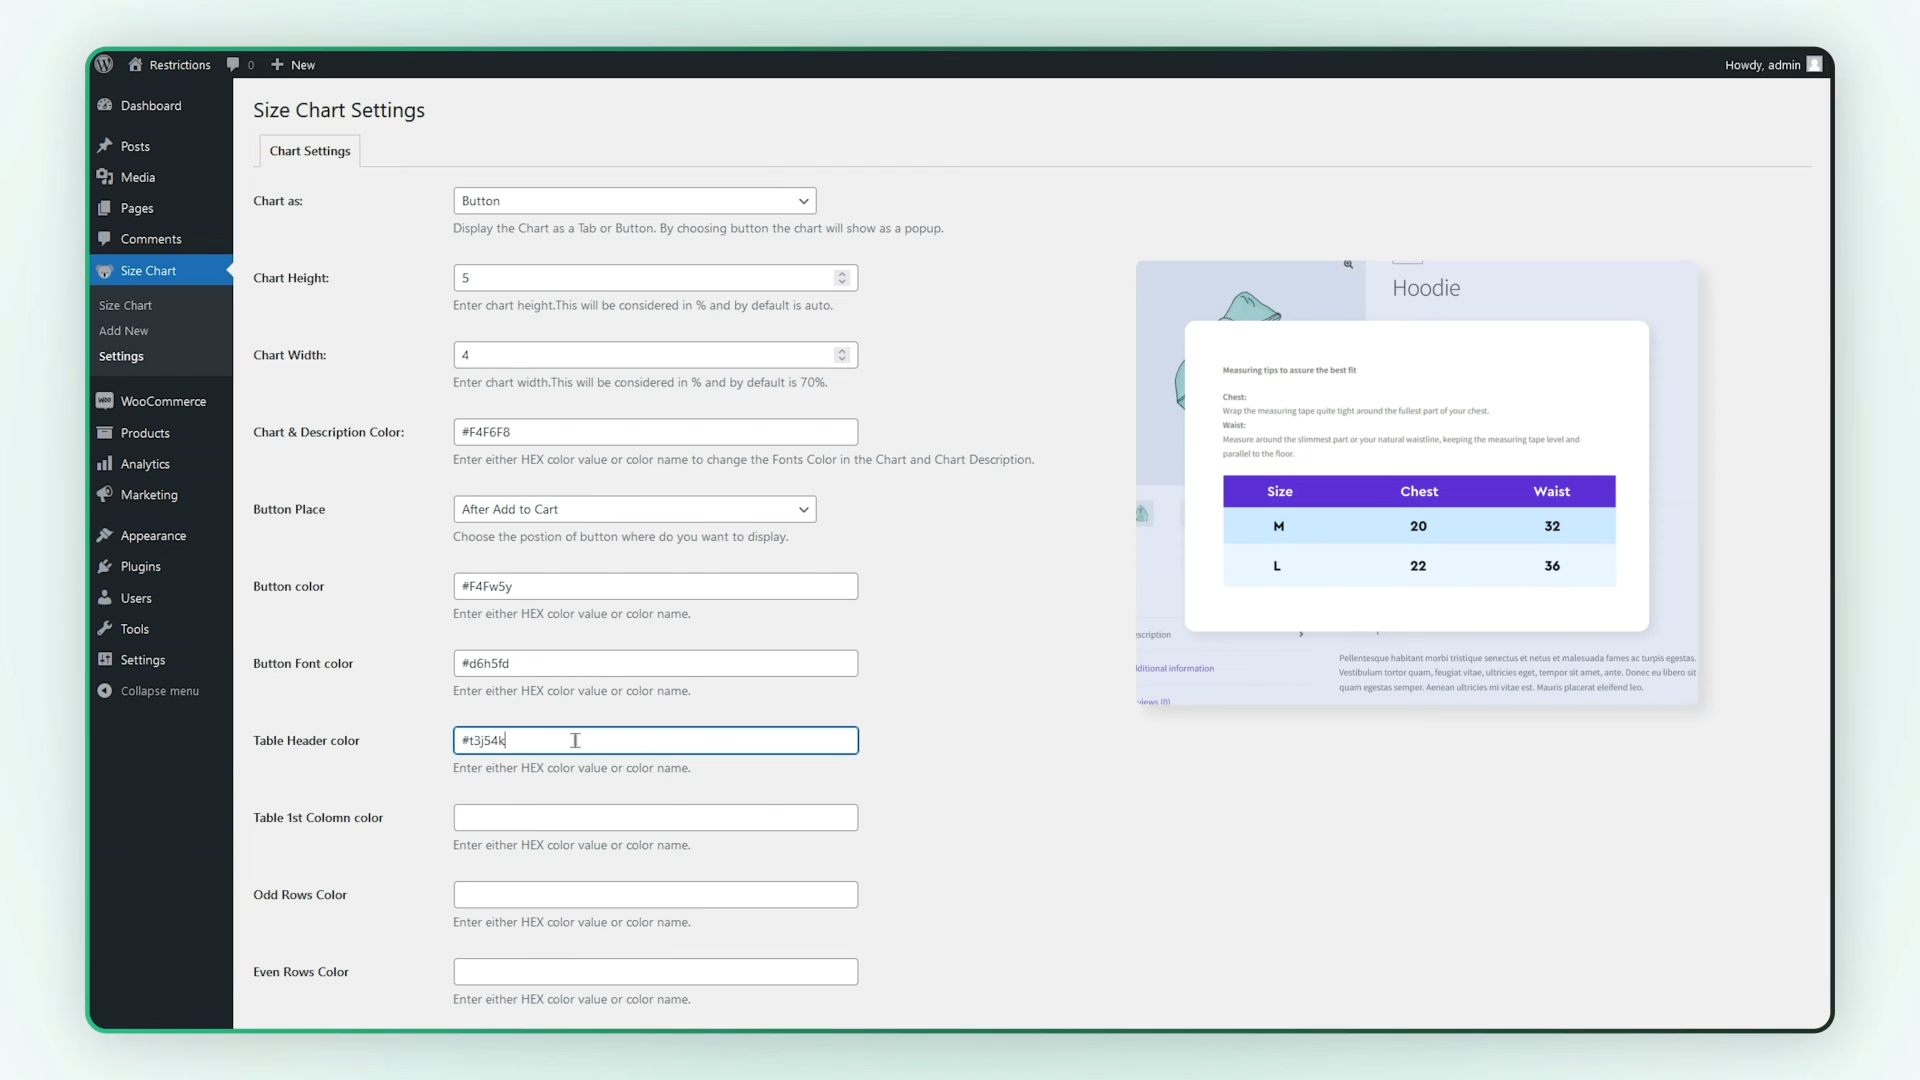 Restrictions
0
New
Howdy, admin
Dashboard
Posts
Media
Pages
Comments
Size Chart
Size Chart
Add New
Settings
WooCommerce
Products
Analytics
Marketing
Appearance
Plugins
Users
Tools
Settings
Collapse menu
Size Chart Settings
Chart Settings
Chart as:
Button
Display the Chart as a Tab or Button. By choosing button the chart will show as a popup.
Chart Height:
5
Enter chart height.This will be considered in % and by default is auto.
Chart Width:
4
Enter chart width.This will be considered in % and by default is 70%.
Chart & Description Color:
#F4F6F8
Enter either HEX color value or color name to change the Fonts Color in the Chart and Chart Description.
Button Place
After Add to Cart
Choose the postion of button where do you want to display.
Button color
#F4Fw5y
Enter either HEX color value or color name.
Button Font color
#d6h5fd
Enter either HEX color value or color name.
Table Header color
#t3j54k
Enter either HEX color value or color name.
Table 1st Colomn color
Enter either HEX color value or color name.
Odd Rows Color
Enter either HEX color value or color name.
Even Rows Color
Enter either HEX color value or color name.
Hoodie
Measuring tips to assure the best fit
Chest:
Wrap the measuring tape quite tight around the fullest part of your chest.
Waist:
Measure around the slimmest part or your natural waistline, keeping the measuring tape level and
parallel to the floor.
Size Chest Waist
M 20 32
L 22 36
scription
lditional information
views (0)
Pellentesque habitant morbi tristique senectus et netus et malesuada fames ac turpis egestas.
Vestibulum tortor quam, feugiat vitae, ultricies eget, tempor sit amet, ante. Donec eu libero sit
quam egestas semper. Aenean ultricies mi vitae est. Mauris placerat eleifend leo.